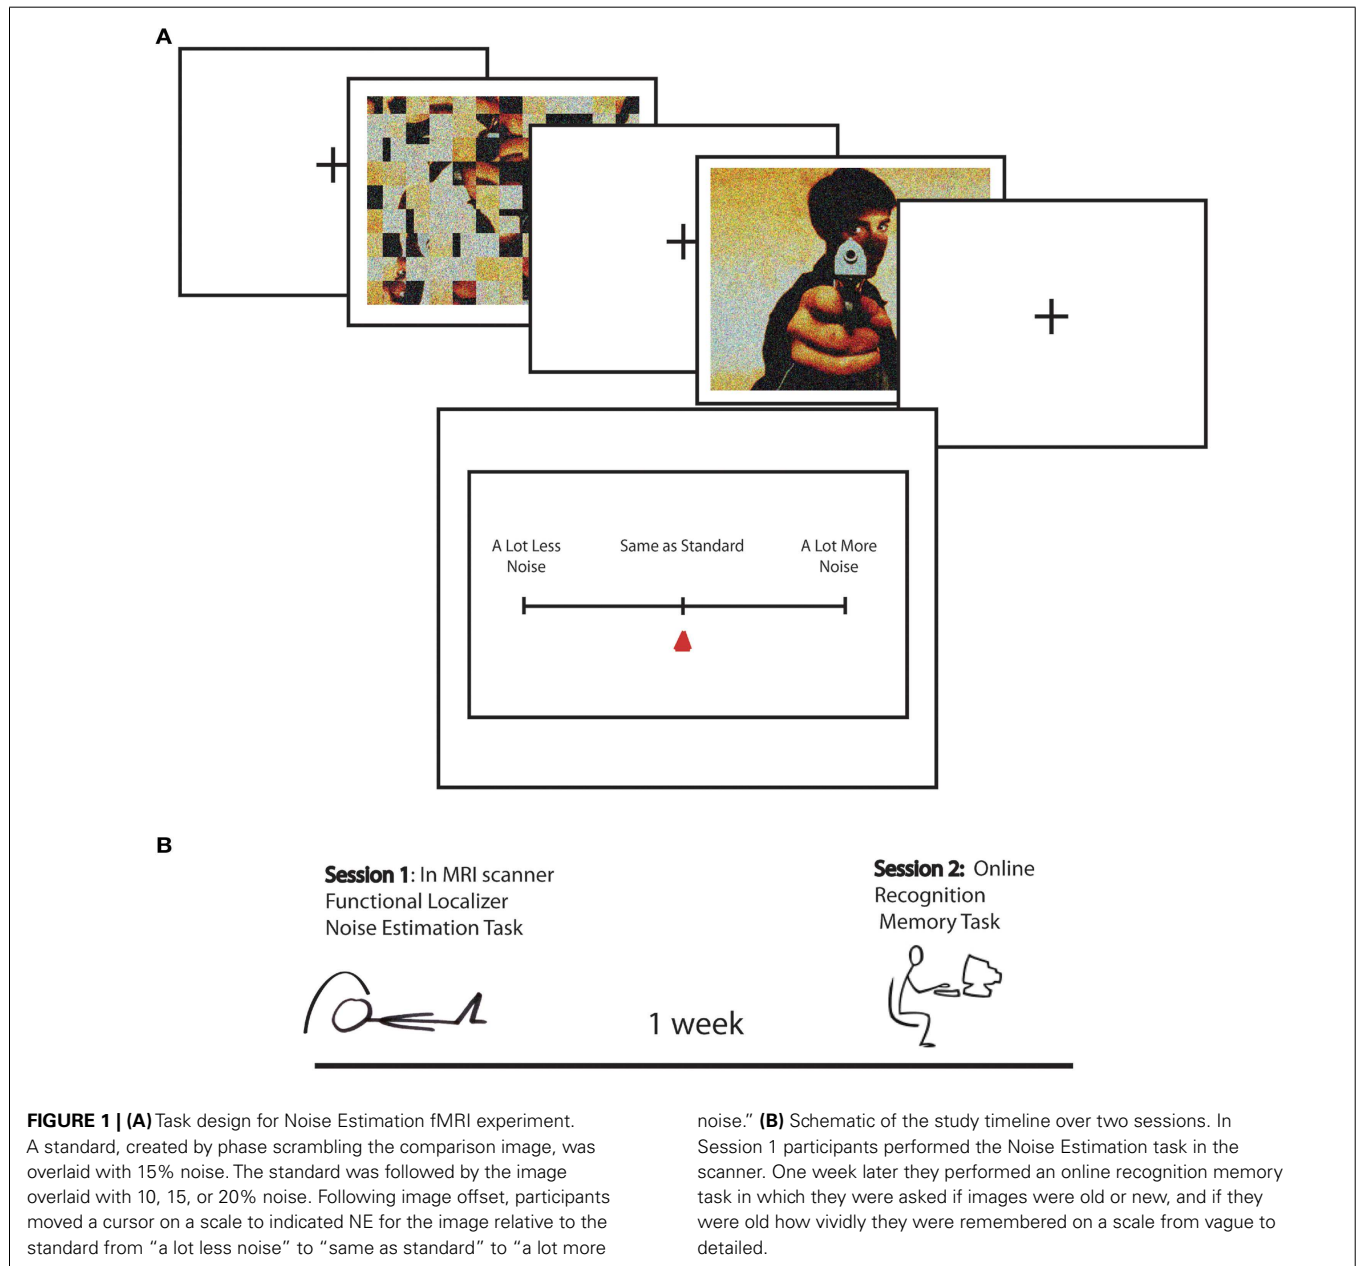 A
A Lot Less
Noise
Same as Standard
A Lot More
Noise
B
Session 1: In MRI scanner
Functional Localizer
Noise Estimation Task
Session 2: Online
Recognition
Memory Task
1 week
FIGURE 1 | (A) Task design for Noise Estimation fMRI experiment.
A standard, created by phase scrambling the comparison image, was
overlaid with 15% noise. The standard was followed by the image
overlaid with 10, 15, or 20% noise. Following image offset, participants
moved a cursor on a scale to indicated NE for the image relative to the
standard from “a lot less noise” to “same as standard” to “a lot more
noise.” (B) Schematic of the study timeline over two sessions. In
Session 1 participants performed the Noise Estimation task in the
scanner. One week later they performed an online recognition memory
task in which they were asked if images were old or new, and if they
were old how vividly they were remembered on a scale from vague to
detailed.